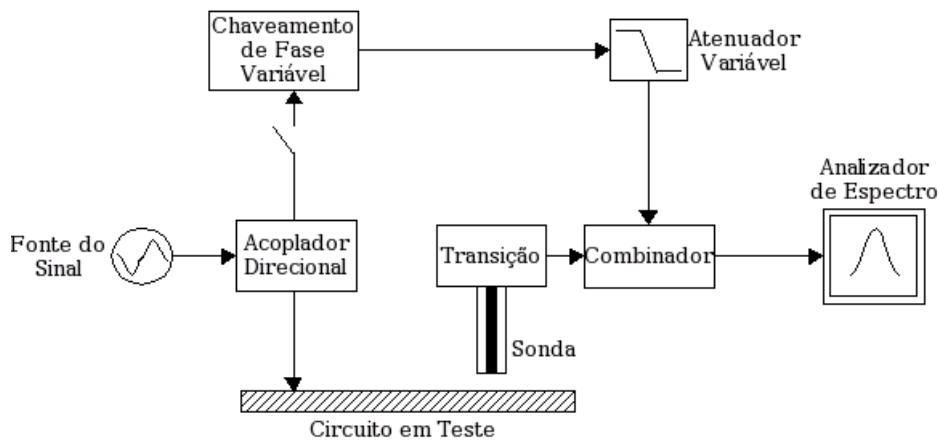 Chaveamento
de Fase
Variável
Atenuador
Variável
Analizador
de Espectro
Fonte do
Sinal
Acoplador
Direcional
Transição
Combinador
Sonda
Circuito em Teste